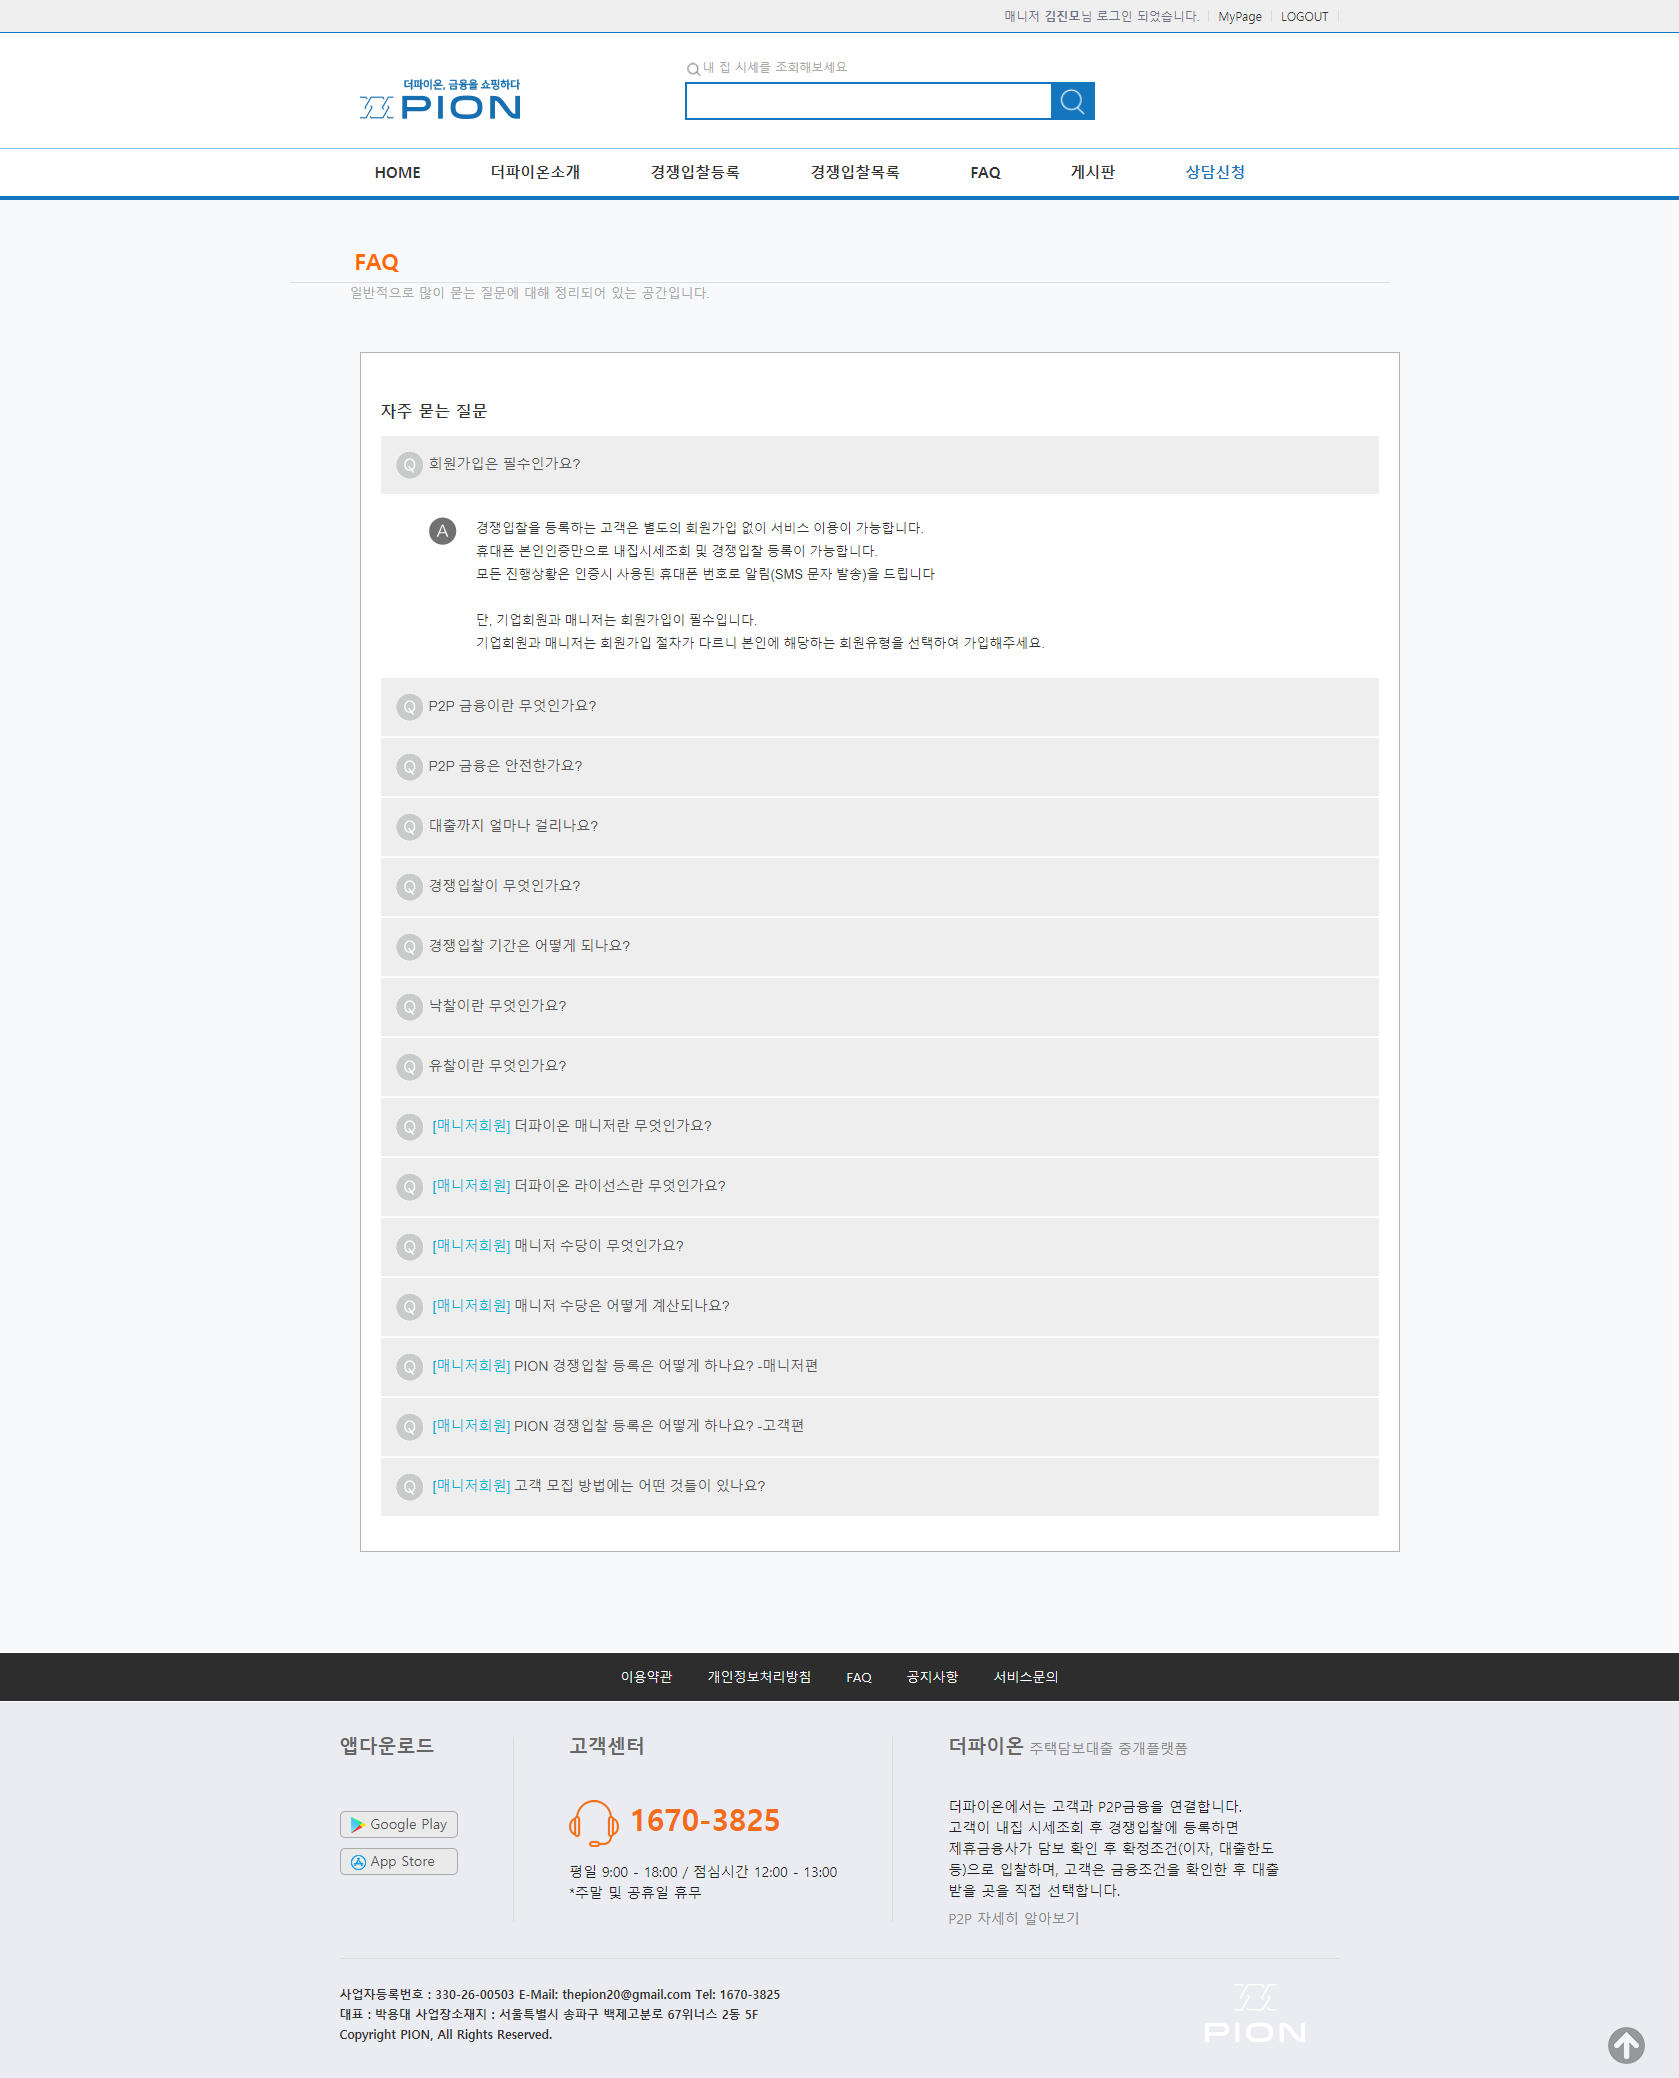 매니저 김진모님 로그인 되었습니다. MyPage LOGOUT
내 집 시세를 조회해보세요
더파이온, 금융을 쇼핑하다
PION
HOME 더파이온소개 경쟁입찰등록 경쟁입찰목록 FAQ 게시판 상담신청
FAQ
일반적으로 많이 묻는 질문에 대해 정리되어 있는 공간입니다.
자주 묻는 질문
Q 회원가입은 필수인가요?
A 경쟁입찰을 등록하는 고객은 별도의 회원가입 없이 서비스 이용이 가능합니다.
휴대폰 본인인증만으로 내집시세조회 및 경쟁입찰 등록이 가능합니다.
모든 진행상황은 인증시 사용된 휴대폰 번호로 알림(SMS 문자 발송)을 드립니다
단, 기업회원과 매니저는 회원가입이 필수입니다.
기업회원과 매니저는 회원가입 절차가 다르니 본인에 해당하는 회원유형을 선택하여 가입해주세요.
Q P2P 금융이란 무엇인가요?
Q P2P 금융은 안전한가요?
Q 대출까지 얼마나 걸리나요?
Q 경쟁입찰이 무엇인가요?
Q 경쟁입찰 기간은 어떻게 되나요?
Q 낙찰이란 무엇인가요?
Q 유찰이란 무엇인가요?
Q [매니저회원] 더파이온 매니저란 무엇인가요?
Q [매니저회원] 더파이온 라이선스란 무엇인가요?
Q [매니저회원] 매니저 수당이 무엇인가요?
Q [매니저회원] 매니저 수당은 어떻게 계산되나요?
Q [매니저회원] PION 경쟁입찰 등록은 어떻게 하나요? -매니저편
Q [매니저회원] PION 경쟁입찰 등록은 어떻게 하나요? -고객편
Q [매니저회원] 고객 모집 방법에는 어떤 것들이 있나요?
이용약관 개인정보처리방침 FAQ 공지사항 서비스문의
앱다운로드
Google Play
App Store
고객센터
1670-3825
평일 9:00 - 18:00 / 점심시간 12:00 - 13:00
*주말 및 공휴일 휴무
더파이온 주택담보대출 중개플랫폼
더파이온에서는 고객과 P2P금융을 연결합니다.
고객이 내집 시세조회 후 경쟁입찰에 등록하면
제휴금융사가 담보 확인 후 확정조건(이자, 대출한도
등)으로 입찰하며, 고객은 금융조건을 확인한 후 대출
받을 곳을 직접 선택합니다.
P2P 자세히 알아보기
사업자등록번호 : 330-26-00503 E-Mail: thepion20@gmail.com Tel: 1670-3825
대표 : 박용대 사업장소재지 : 서울특별시 송파구 백제고분로 67위너스 2동 5F
Copyright PION, All Rights Reserved.
PION